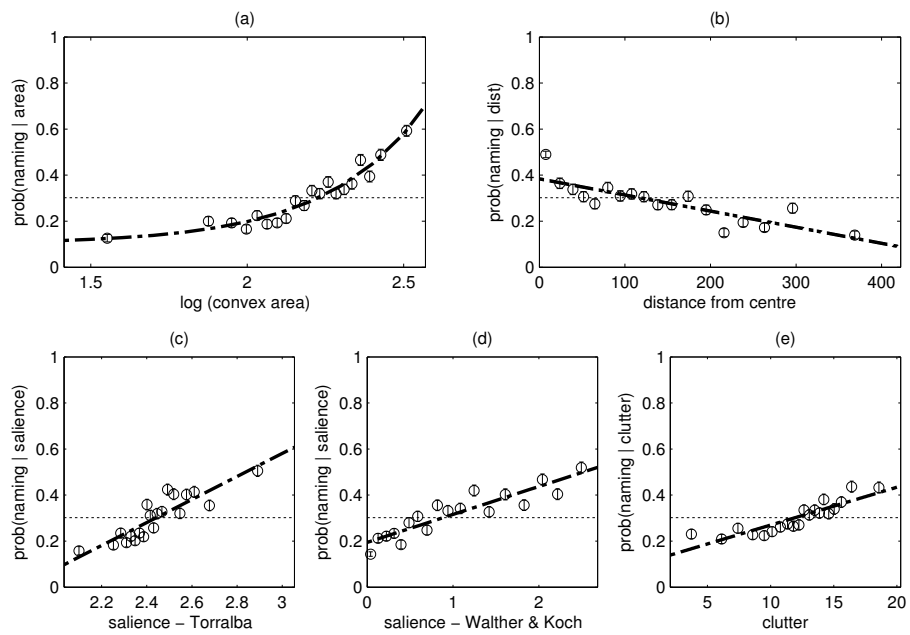 (a)
prob(naming | area)
1
0.8
0.6
0.4
0.2
0
1.5 2 2.5
log (convex area)
(b)
prob(naming | dist)
1
0.8
0.6
0.4
0.2
0
0 100 200 300 400
distance from centre
(c)
prob(naming | salience)
1
0.8
0.6
0.4
0.2
0
2.2 2.4 2.6 2.8 3
salience − Torralba
(d)
prob(naming | salience)
1
0.8
0.6
0.4
0.2
0
0 1 2
salience − Walther & Koch
(e)
prob(naming | clutter)
1
0.8
0.6
0.4
0.2
0
5 10 15 20
clutter